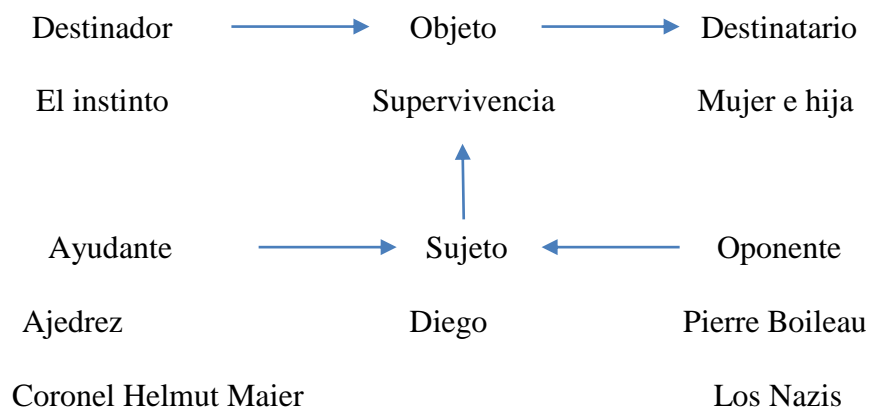 Destinador Objeto Destinatario
El instinto Supervivencia Mujer e hija
Ayudante Sujeto Oponente
Ajedrez Diego Pierre Boileau
Coronel Helmut Maier Los Nazis